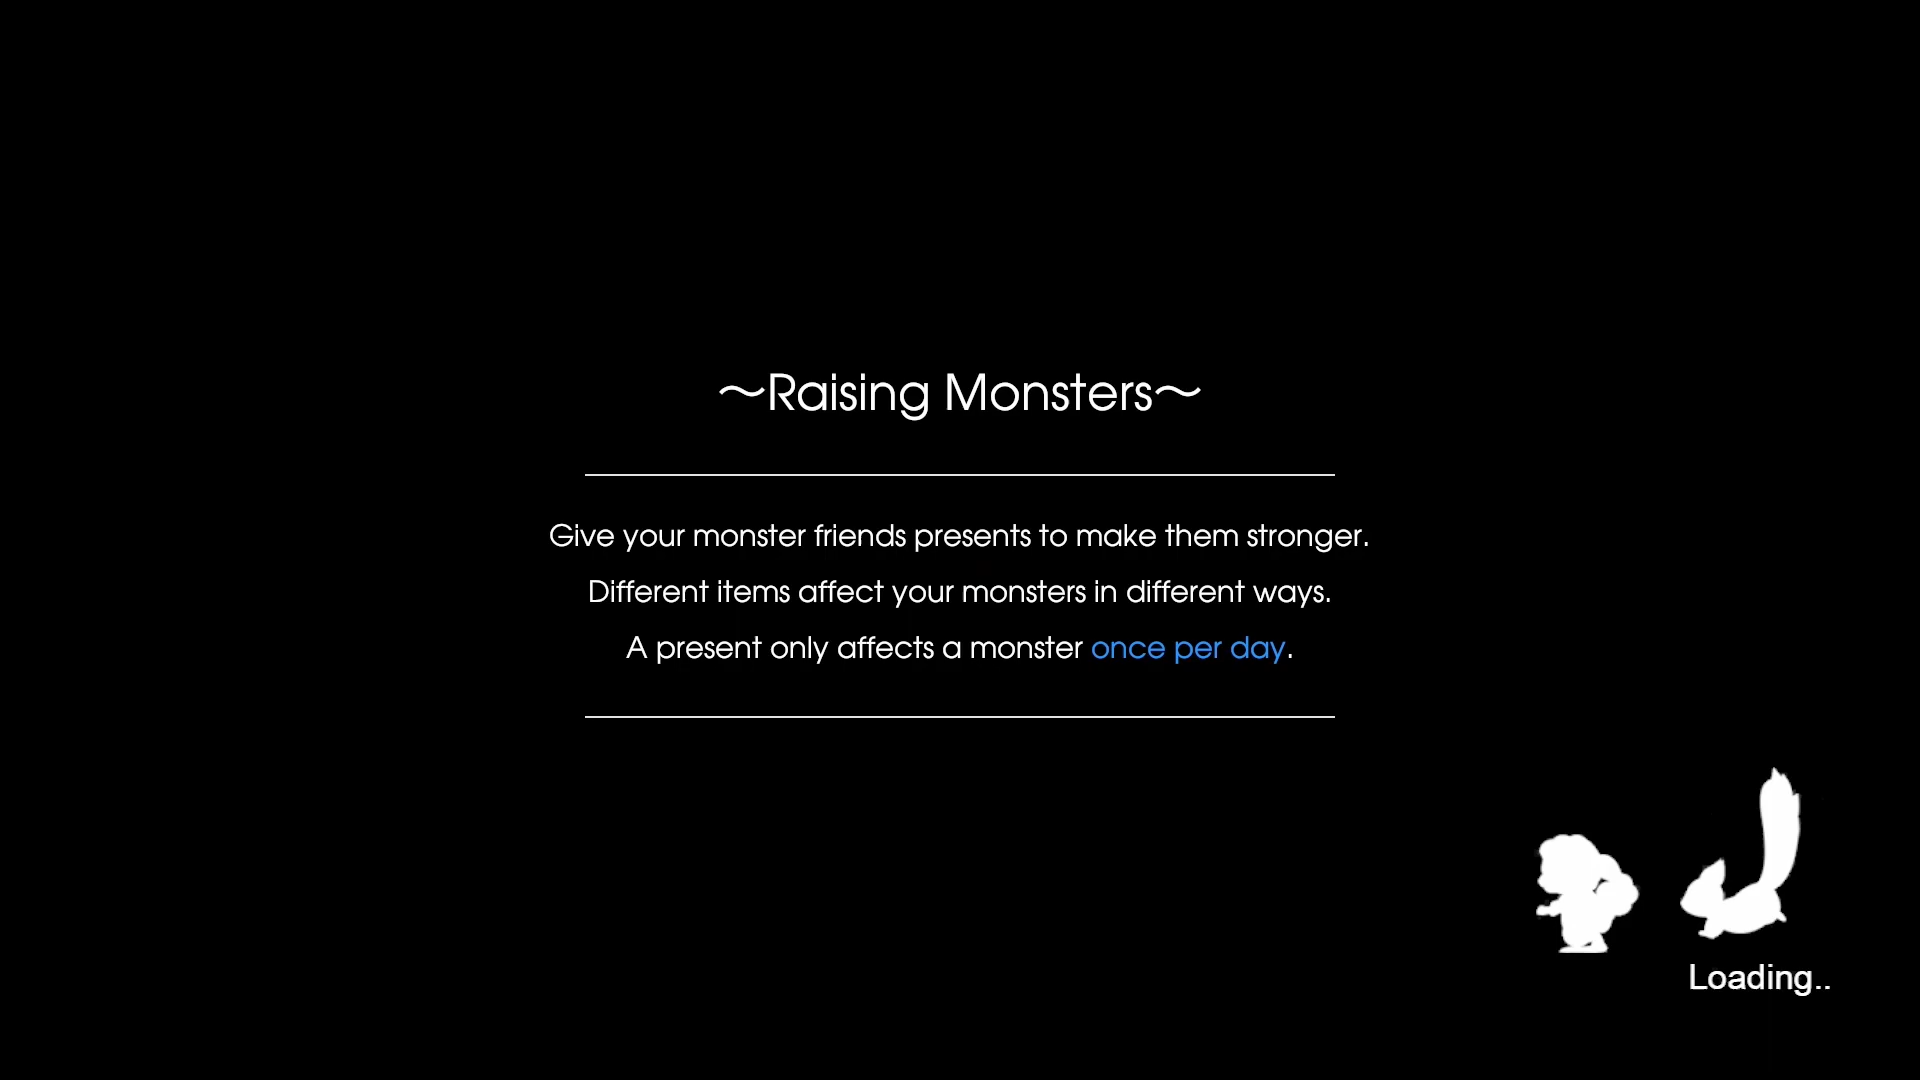 ～Raising Monsters～
Give your monster friends presents to make them stronger.
Different items affect your monsters in different ways.
A present only affects a monster once per day.
Loading..